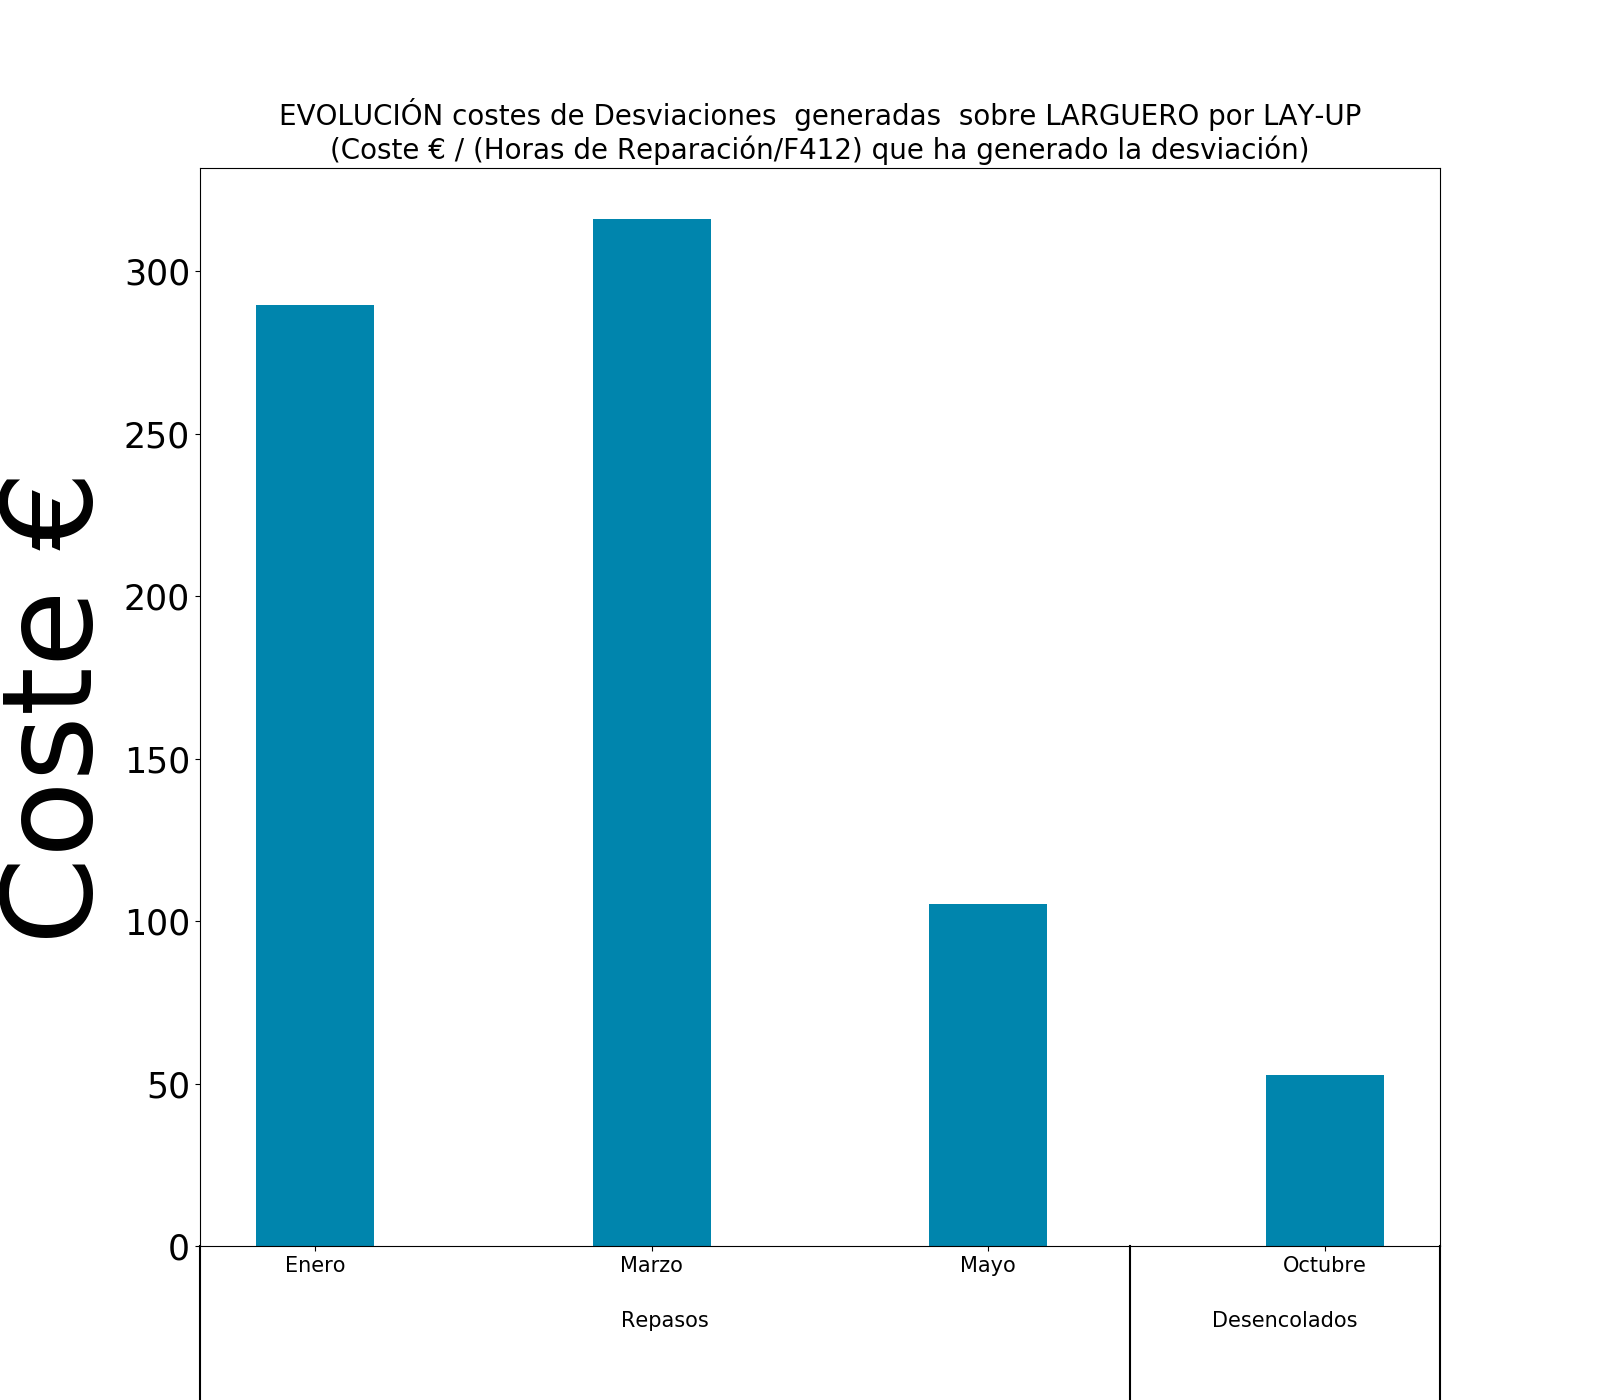 EVOLUCIÓN costes de Desviaciones  generadas  sobre LARGUERO por LAY-UP
(Coste € / (Horas de Reparación/F412) que ha generado la desviación)
Coste €
300
250
200
150
100
50
0
Enero Marzo Mayo Octubre
Repasos Desencolados